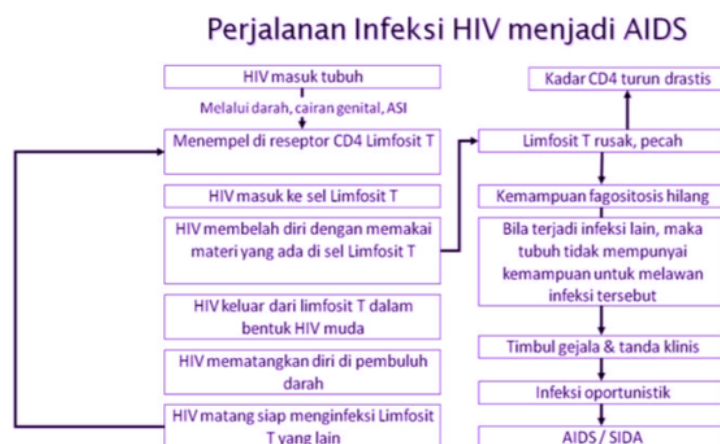 Perjalanan Infeksi HIV menjadi AIDS
HIV masuk tubuh
Melalui darah, cairan genital, ASI
Menempel di reseptor CD4 Limfosit T
HIV masuk ke sel Limfosit T
HIV membelah diri dengan memakai
materi yang ada di sel Limfosit T
HIV keluar dari limfosit T dalam
bentuk HIV muda
HIV mematangkan diri di pembuluh
darah
HIV matang siap menginfeksi Limfosit
T yang lain
Kadar CD4 turun drastis
Limfosit T rusak, pecah
Kemampuan fagositosis hilang
Bila terjadi infeksi lain, maka
tubuh tidak mempunyai
kemampuan untuk melawan
infeksi tersebut
Timbul gejala & tanda klinis
Infeksi oportunistik
AIDS/ SIDA